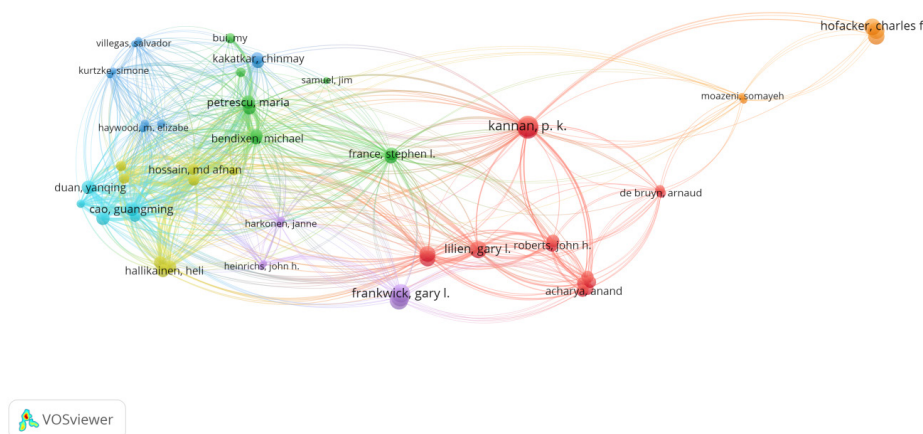 hofacker, charles f
villegas, salvador
bui, my
kakatkar, chinmay
kurtzke, simone
samuel, jim
moazeni, somayeh
petrescu, maria
haywood, m. elizabe
kannan, p. k.
bendixen, michael
france, stephen l.
hossain, md afnan
duan, yanqing
de bruyn, arnaud
cao, guangming
harkonen, janne
lilien, gary l.
roberts, john h.
hallikainen, heli
heinrichs, john h.
frankwick, gary l.
acharya, anand
VOSviewer